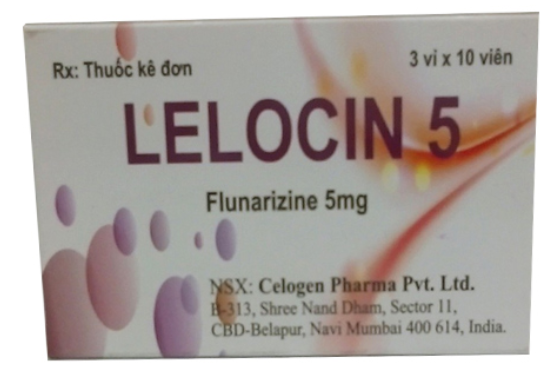 Rx: Thuốc kê đơn
3 vỉ x 10 viên
LELOCIN 5
Flunarizine 5mg
NSX: Celogen Pharma Pvt. Ltd.
B-313, Shree Nand Dham, Sector 11,
CBD-Belapur, Navi Mumbai 400 614, India.